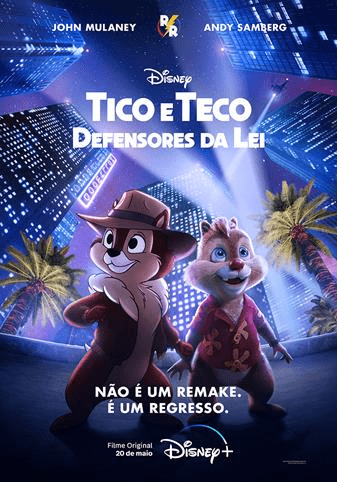 JOHN MULANEY
RR
ANDY SAMBERG
Disney
TICO E TECO
DEFENSORES DA LEI
NÃO É UM REMAKE.
É UM REGRESSO.
Filme Original
20 de maio
Disney+